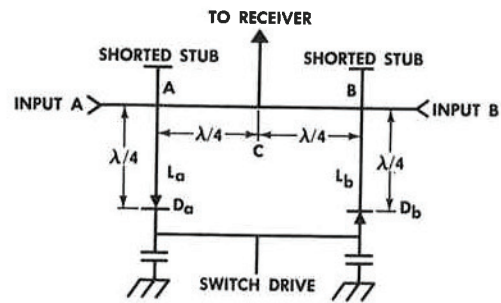 TO RECEIVER
SHORTED STUB SHORTED STUB
A B
INPUT A INPUT B
λ/4 λ/4 λ/4 λ/4
C
La Lb
Da Db
SWITCH DRIVE